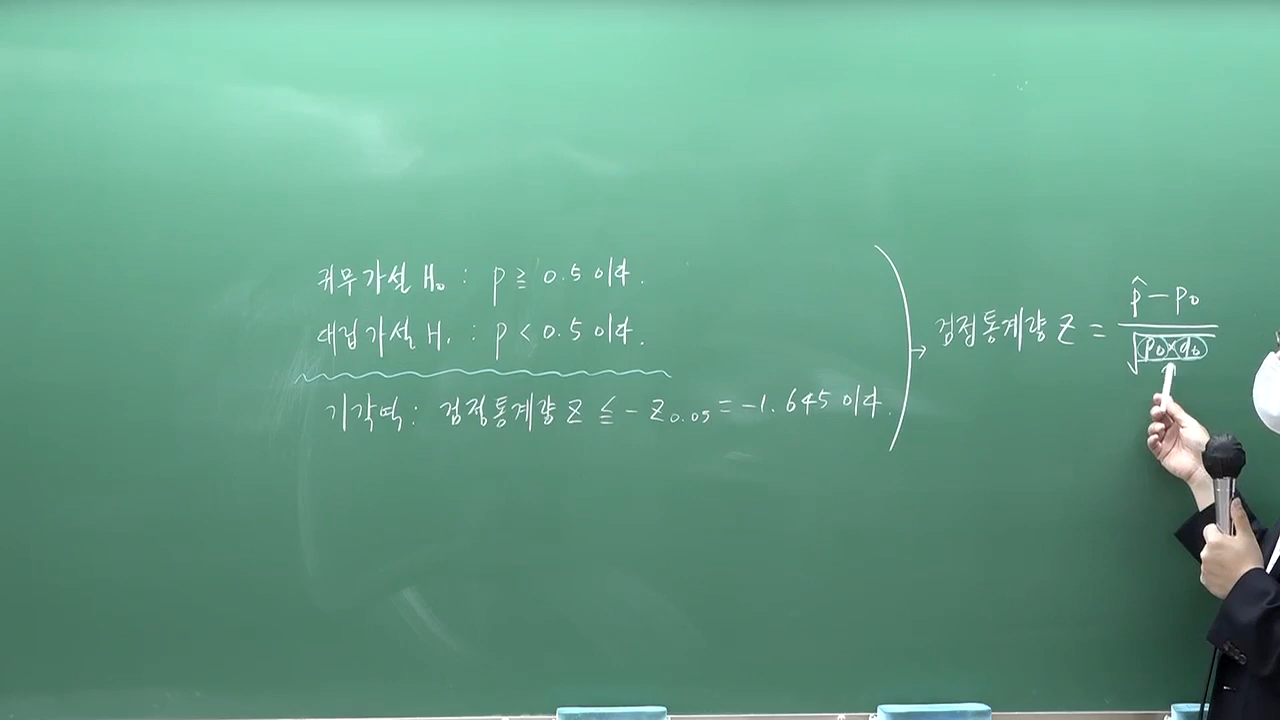 귀무가설 H₀ : p ≧ 0.5 이다.
대립가설 H₁ : p < 0.5 이다.
기각역 : 검정통계량 Z ≦ - Z₀.₀₅ = -1.645 이다.
→ 검정통계량 Z = (p̂ - p₀) / √(p₀ × q₀ /